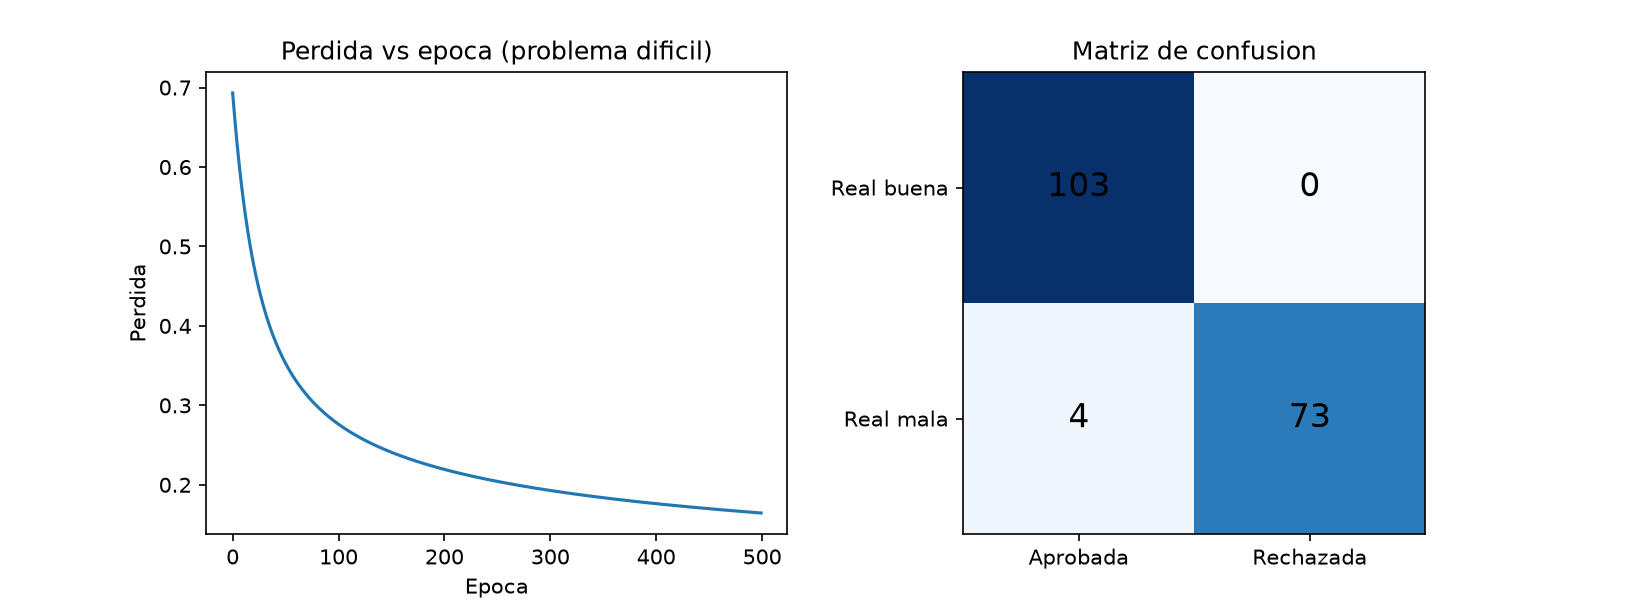 Perdida vs epoca (problema dificil)
0.7
0.6
0.5
0.4
0.3
0.2
Perdida
0 100 200 300 400 500
Epoca
Matriz de confusion
Real buena
Real mala
103 0
4 73
Aprobada Rechazada